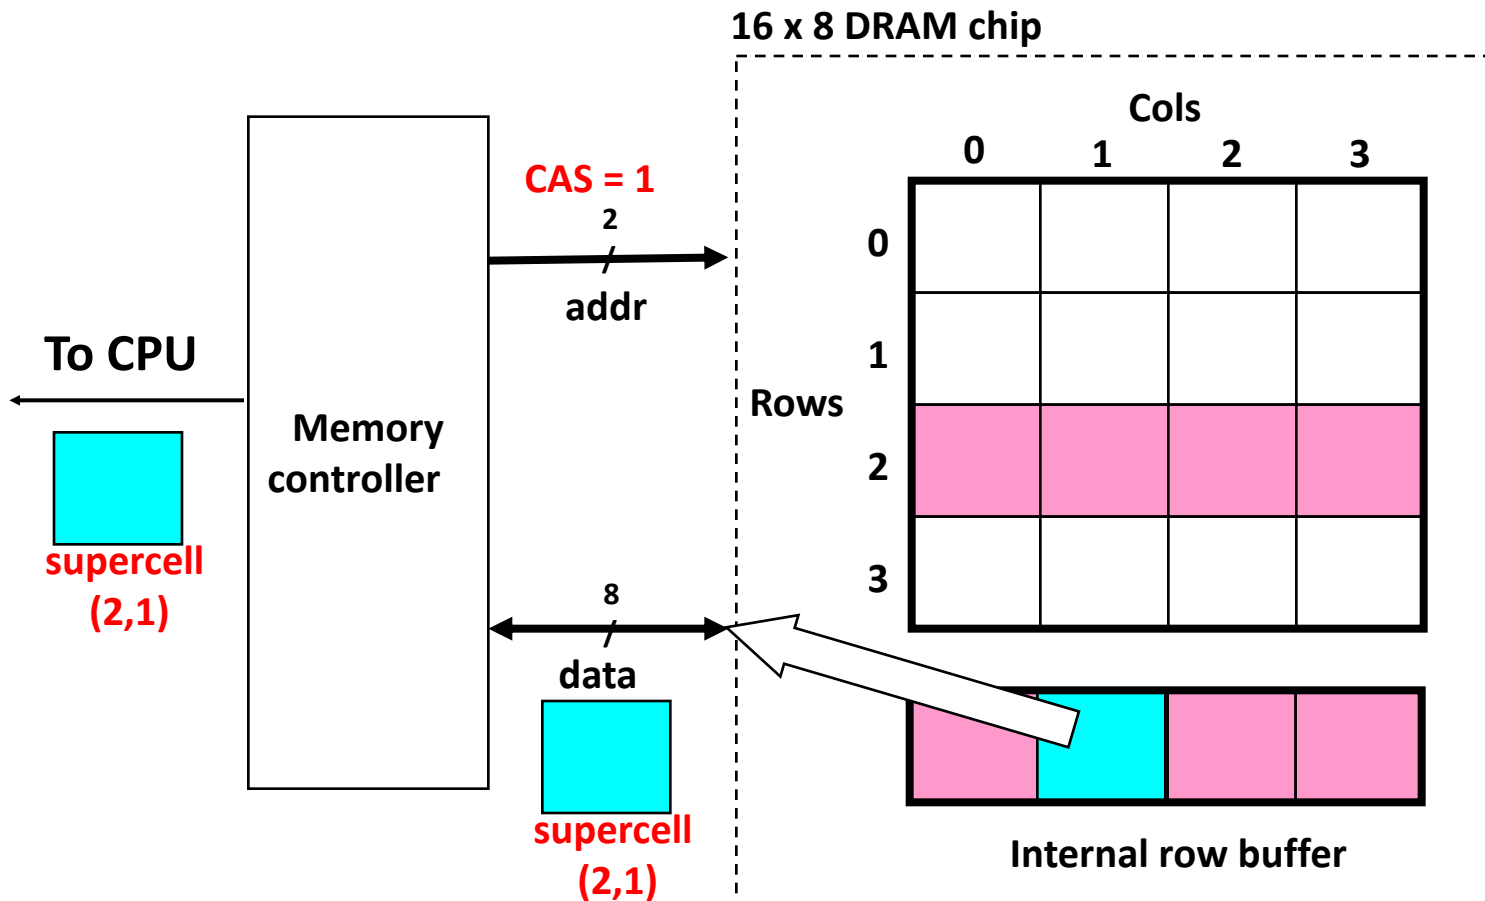 16 x 8 DRAM chip
Cols
0 1 2 3
CAS = 1
2
addr
0
1
Rows
2
3
To CPU
Memory
controller
supercell
(2,1)
8
data
supercell
(2,1)
Internal row buffer